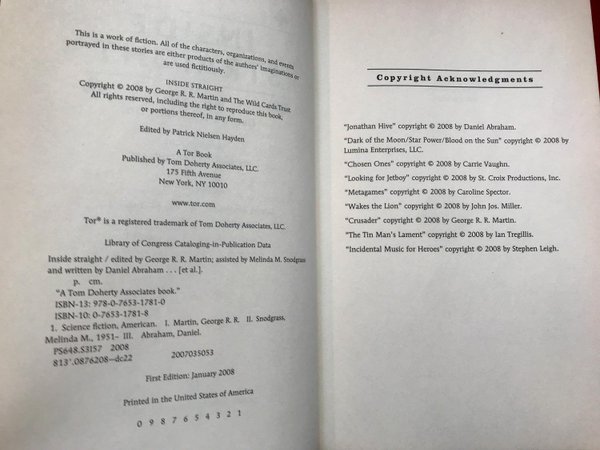 This is a work of fiction. All of the characters, organizations, and events
portrayed in these stories are either products of the authors' imaginations or
are used fictitiously.
INSIDE STRAIGHT
Copyright © 2008 by George R. R. Martin and The Wild Cards Trust
All rights reserved, including the right to reproduce this book,
or portions thereof, in any form.
Edited by Patrick Nielsen Hayden
A Tor Book
Published by Tom Doherty Associates, LLC
175 Fifth Avenue
New York, NY 10010
www.tor.com
Tor® is a registered trademark of Tom Doherty Associates, LLC.
Library of Congress Cataloging-in-Publication Data
Inside straight / edited by George R. R. Martin; assisted by Melinda M. Snodgrass
and written by Daniel Abraham . . . [et al.].
p. cm.
"A Tom Doherty Associates book."
ISBN-13: 978-0-7653-1781-0
ISBN-10: 0-7653-1781-8
1. Science fiction, American. I. Martin, George R. R. II. Snodgrass,
Melinda M., 1951– III. Abraham, Daniel.
PS648.S3I57 2008
813'.0876208—dc22 2007035053
First Edition: January 2008
Printed in the United States of America
0 9 8 7 6 5 4 3 2 1
Copyright Acknowledgments
"Jonathan Hive" copyright © 2008 by Daniel Abraham.
"Dark of the Moon/Star Power/Blood on the Sun" copyright © 2008 by
Lumina Enterprises, LLC.
"Chosen Ones" copyright © 2008 by Carrie Vaughn.
"Looking for Jetboy" copyright © 2008 by St. Croix Productions, Inc.
"Metagames" copyright © 2008 by Caroline Spector.
"Wakes the Lion" copyright © 2008 by John Jos. Miller.
"Crusader" copyright © 2008 by George R. R. Martin.
"The Tin Man's Lament" copyright © 2008 by Ian Tregillis.
"Incidental Music for Heroes" copyright © 2008 by Stephen Leigh.